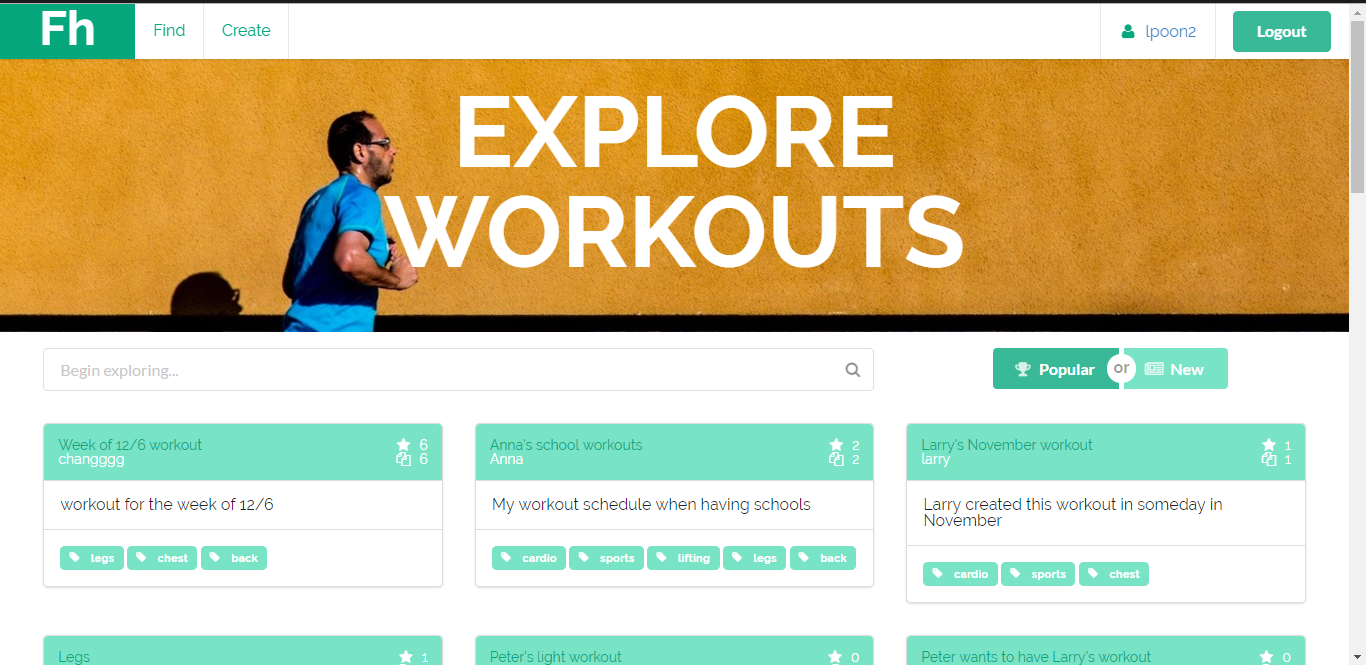 Fh
Find
Create
lpoon2
Logout
EXPLORE
WORKOUTS
Begin exploring...
Popular
or
New
Week of 12/6 workout
6
changggg
6
workout for the week of 12/6
legs
chest
back
Anna's school workouts
2
Anna
2
My workout schedule when having schools
cardio
sports
lifting
legs
back
Larry's November workout
1
larry
1
Larry created this workout in someday in
November
cardio
sports
chest
Legs
1
Peter's light workout
0
Peter wants to have Larry's workout
0